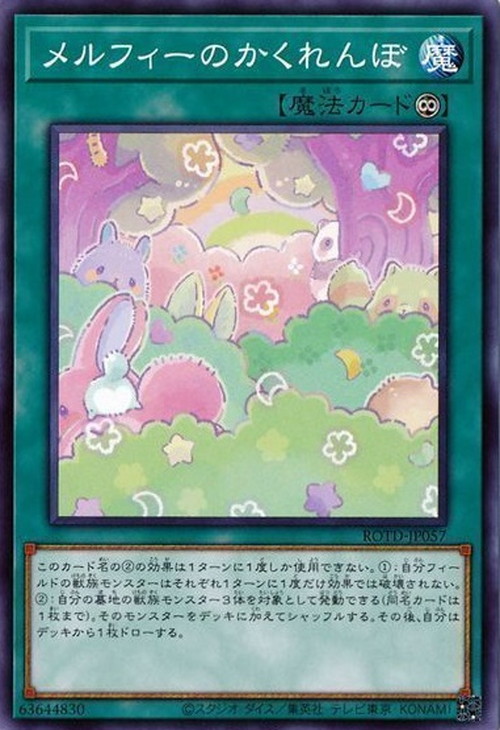 メルフィーのかくれんぼ
魔
【魔法カード】
ROTD-JP057
このカード名の②の効果は1ターンに1度しか使用できない。①:自分フィー
ルドの獣族モンスターはそれぞれ1ターンに1度だけ効果では破壊されない。
②:自分の墓地の獣族モンスター3体を対象として発動できる(同名カードは
1枚まで)。そのモンスターをデッキに加えてシャッフルする。その後、自分は
デッキから1枚ドローする。
63644830
©スタジオ・ダイス/集英社 テレビ東京 KONAMI